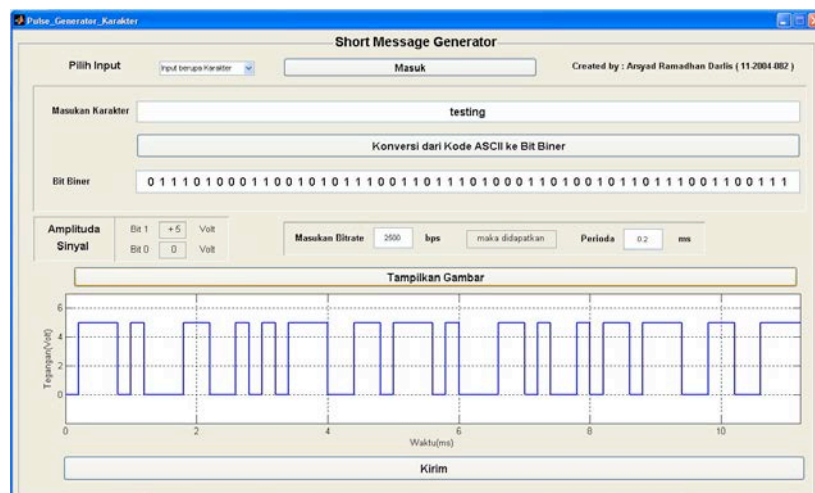 Pulse_Generator_Karakter
Short Message Generator
Pilih Input
Input berupa Karakter
Masuk
Created by : Arsyad Ramadhan Darlis ( 11-2004-082 )
Masukan Karakter
testing
Konversi dari Kode ASCII ke Bit Biner
Bit Biner
0 1 1 1 0 1 0 0 0 1 1 0 0 1 0 1 0 1 1 1 0 0 1 1 0 1 1 1 0 1 0 0 0 1 1 0 1 0 0 1 0 1 1 0 1 1 1 0 0 1 1 0 0 1 1 1
Amplituda Sinyal
Bit 1 +5 Volt
Bit 0 0 Volt
Masukan Bitrate 2500 bps maka didapatkan Perioda 0.2 ms
Tampilkan Gambar
Tegangan(Volt)
6
4
2
0
0 2 4 6 8 10
Waktu(ms)
Kirim